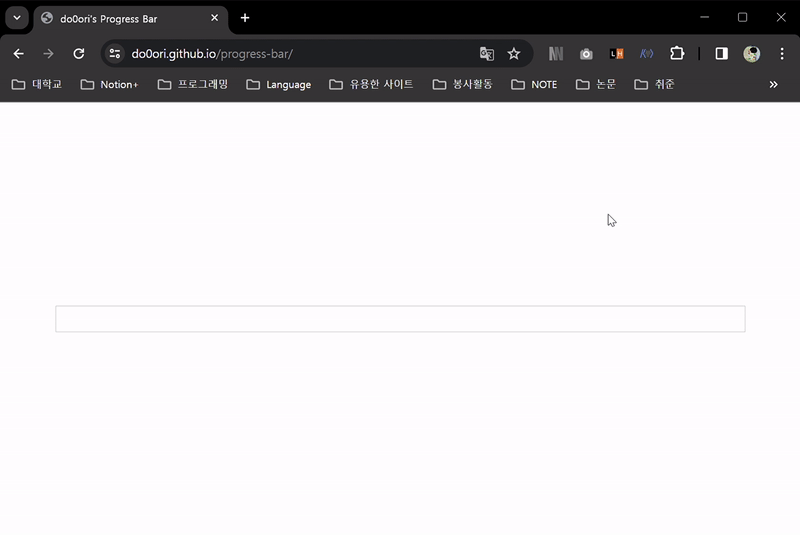 do0ori's Progress Bar
do0ori.github.io/progress-bar/
대학교 Notion+ 프로그래밍 Language 유용한 사이트 봉사활동 NOTE 논문 취준